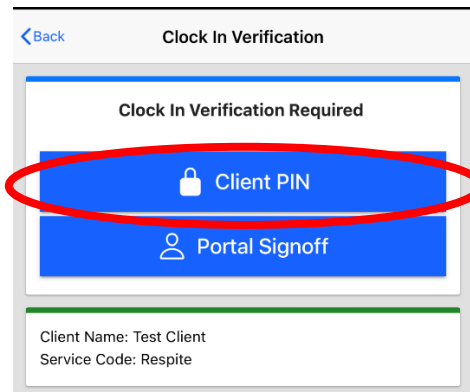 Back
Clock In Verification
Clock In Verification Required
Client PIN
Portal Signoff
Client Name: Test Client
Service Code: Respite